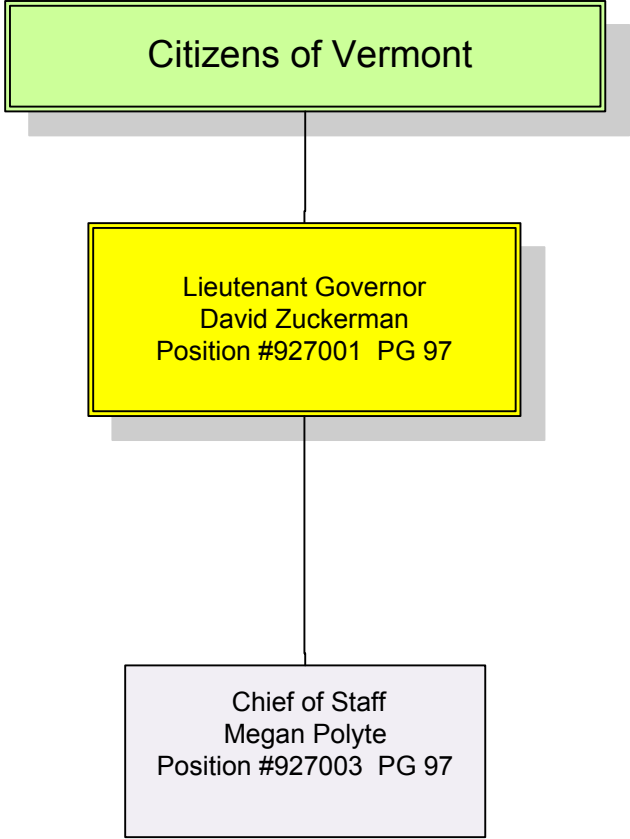 Citizens of Vermont
Lieutenant Governor
David Zuckerman
Position #927001  PG 97
Chief of Staff
Megan Polyte
Position #927003  PG 97